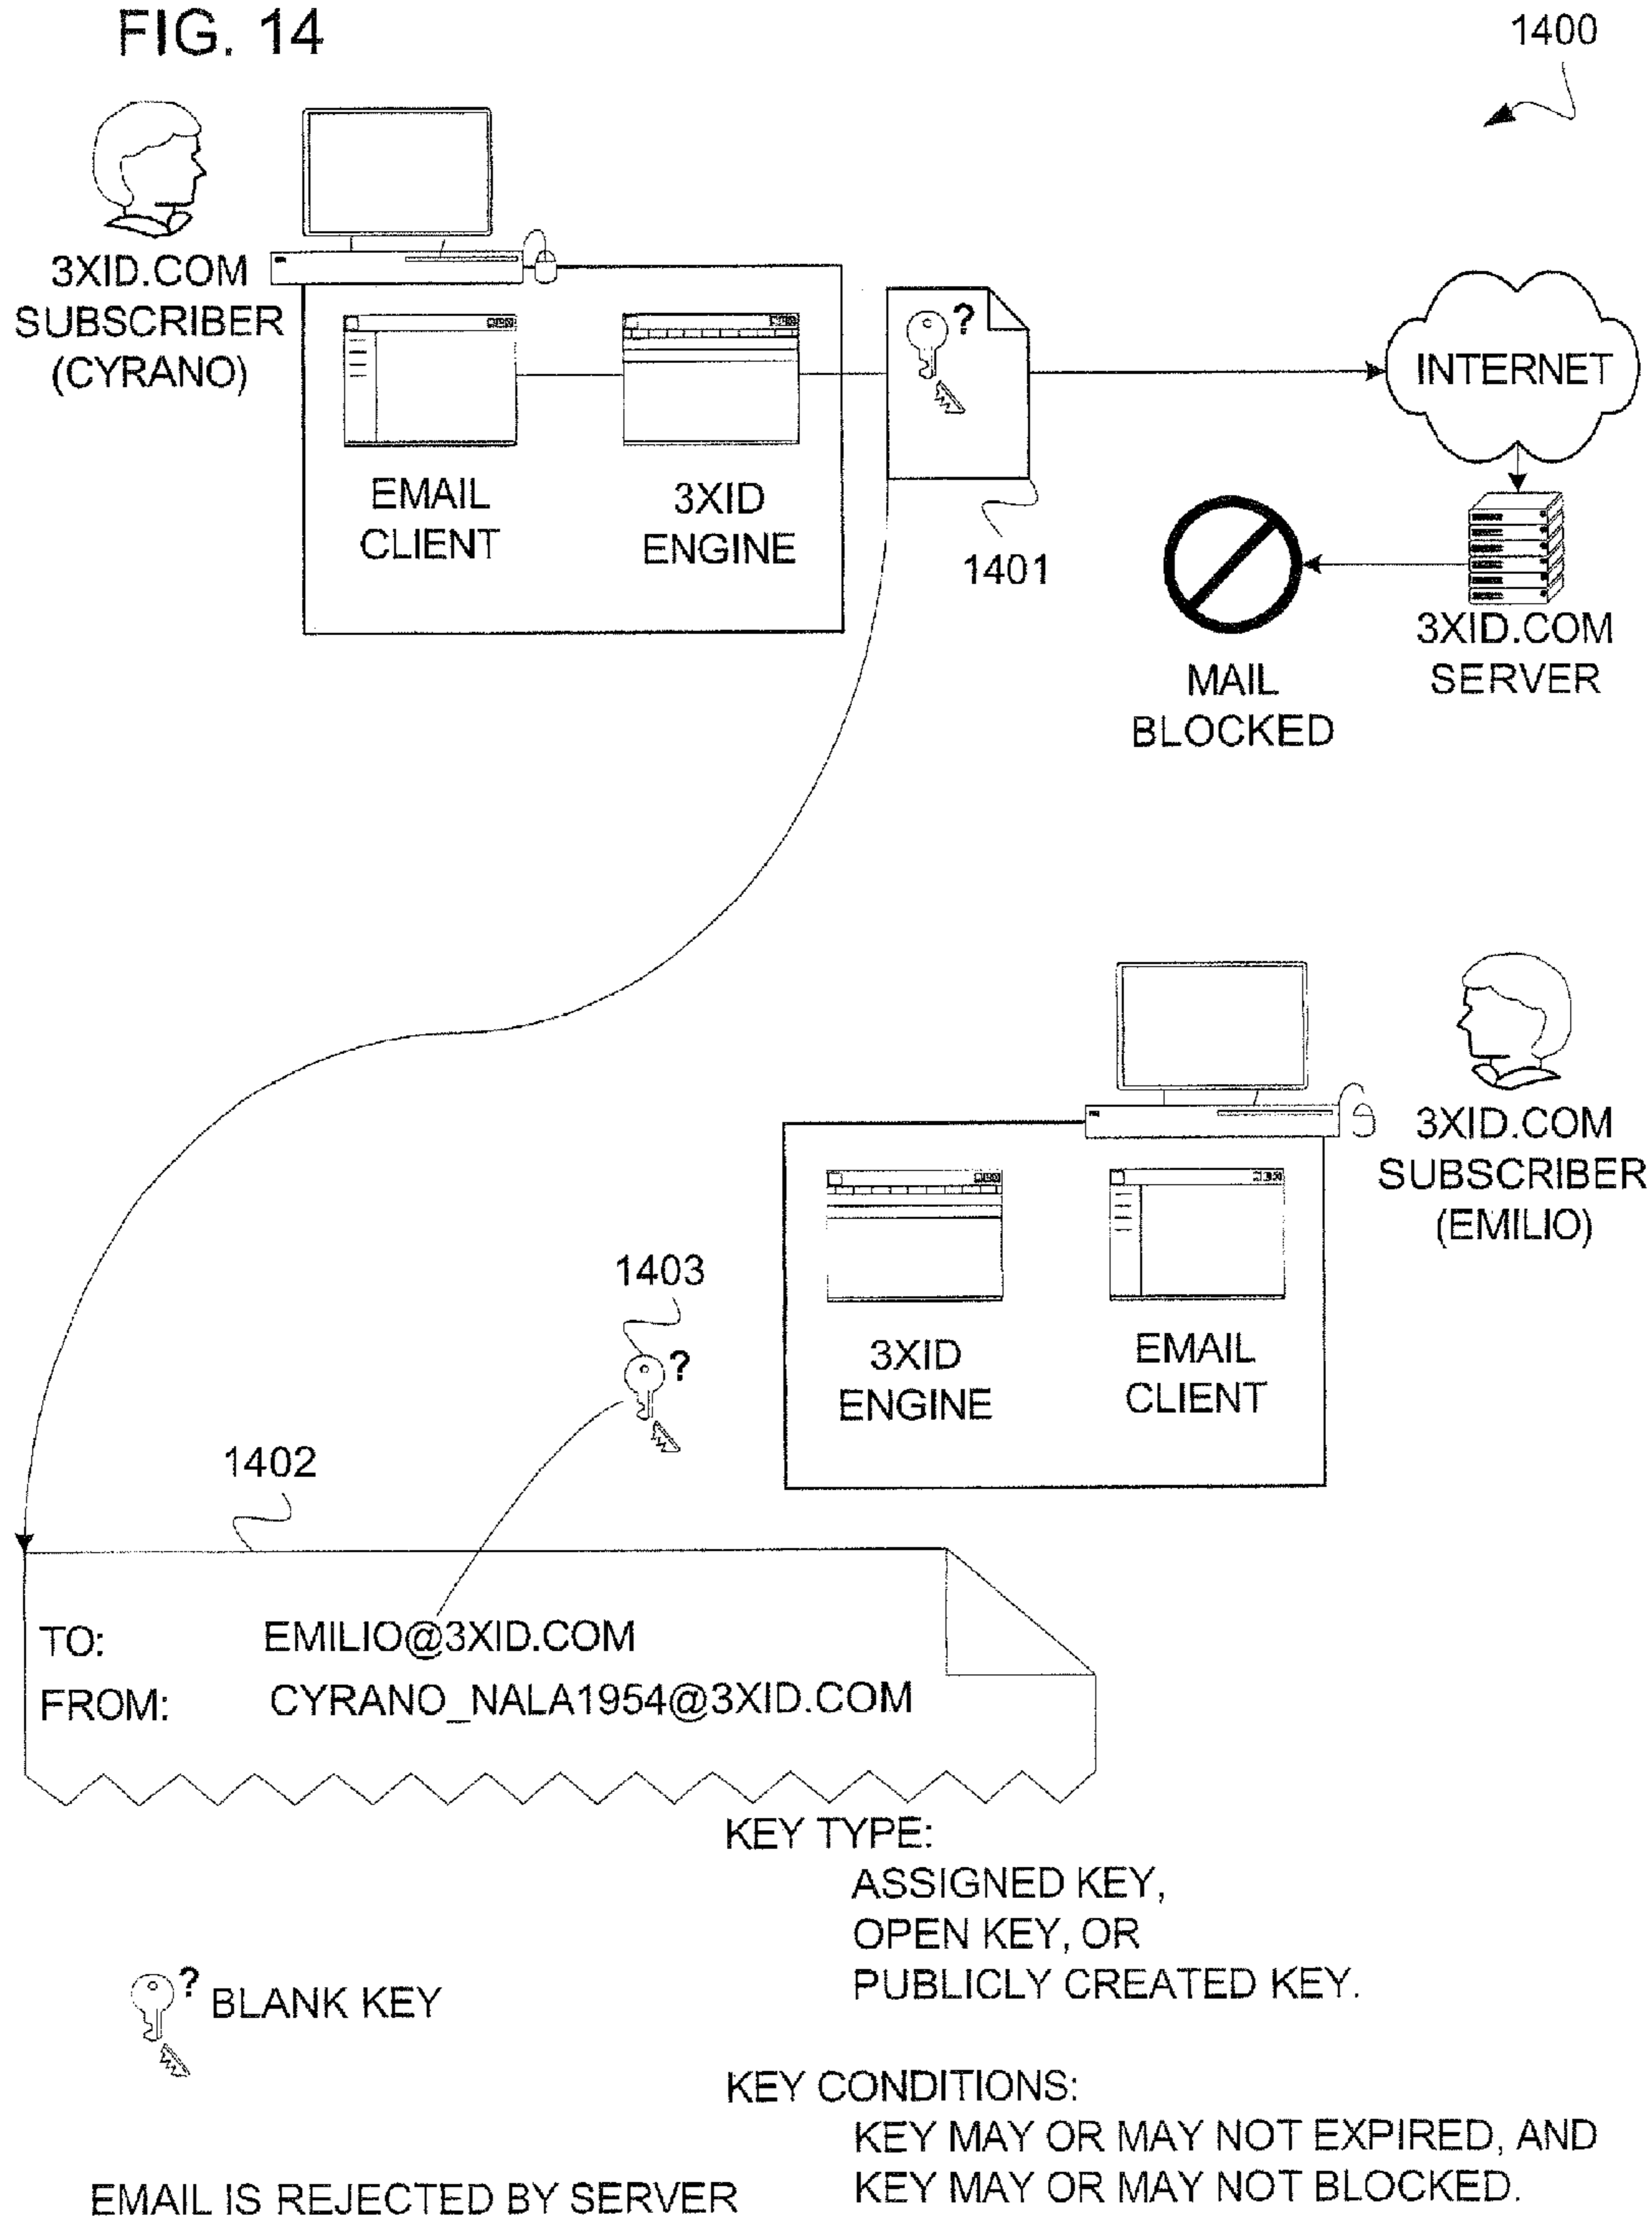 FIG. 14
1400
3XID.COM
SUBSCRIBER
(CYRANO)
EMAIL
CLIENT
3XID
ENGINE
?
1401
INTERNET
3XID.COM
SERVER
MAIL
BLOCKED
3XID.COM
SUBSCRIBER
(EMILIO)
3XID
ENGINE
EMAIL
CLIENT
1403
?
1402
TO: EMILIO@3XID.COM
FROM: CYRANO_NALA1954@3XID.COM
KEY TYPE:
ASSIGNED KEY,
OPEN KEY, OR
PUBLICLY CREATED KEY.
? BLANK KEY
KEY CONDITIONS:
KEY MAY OR MAY NOT EXPIRED, AND
KEY MAY OR MAY NOT BLOCKED.
EMAIL IS REJECTED BY SERVER